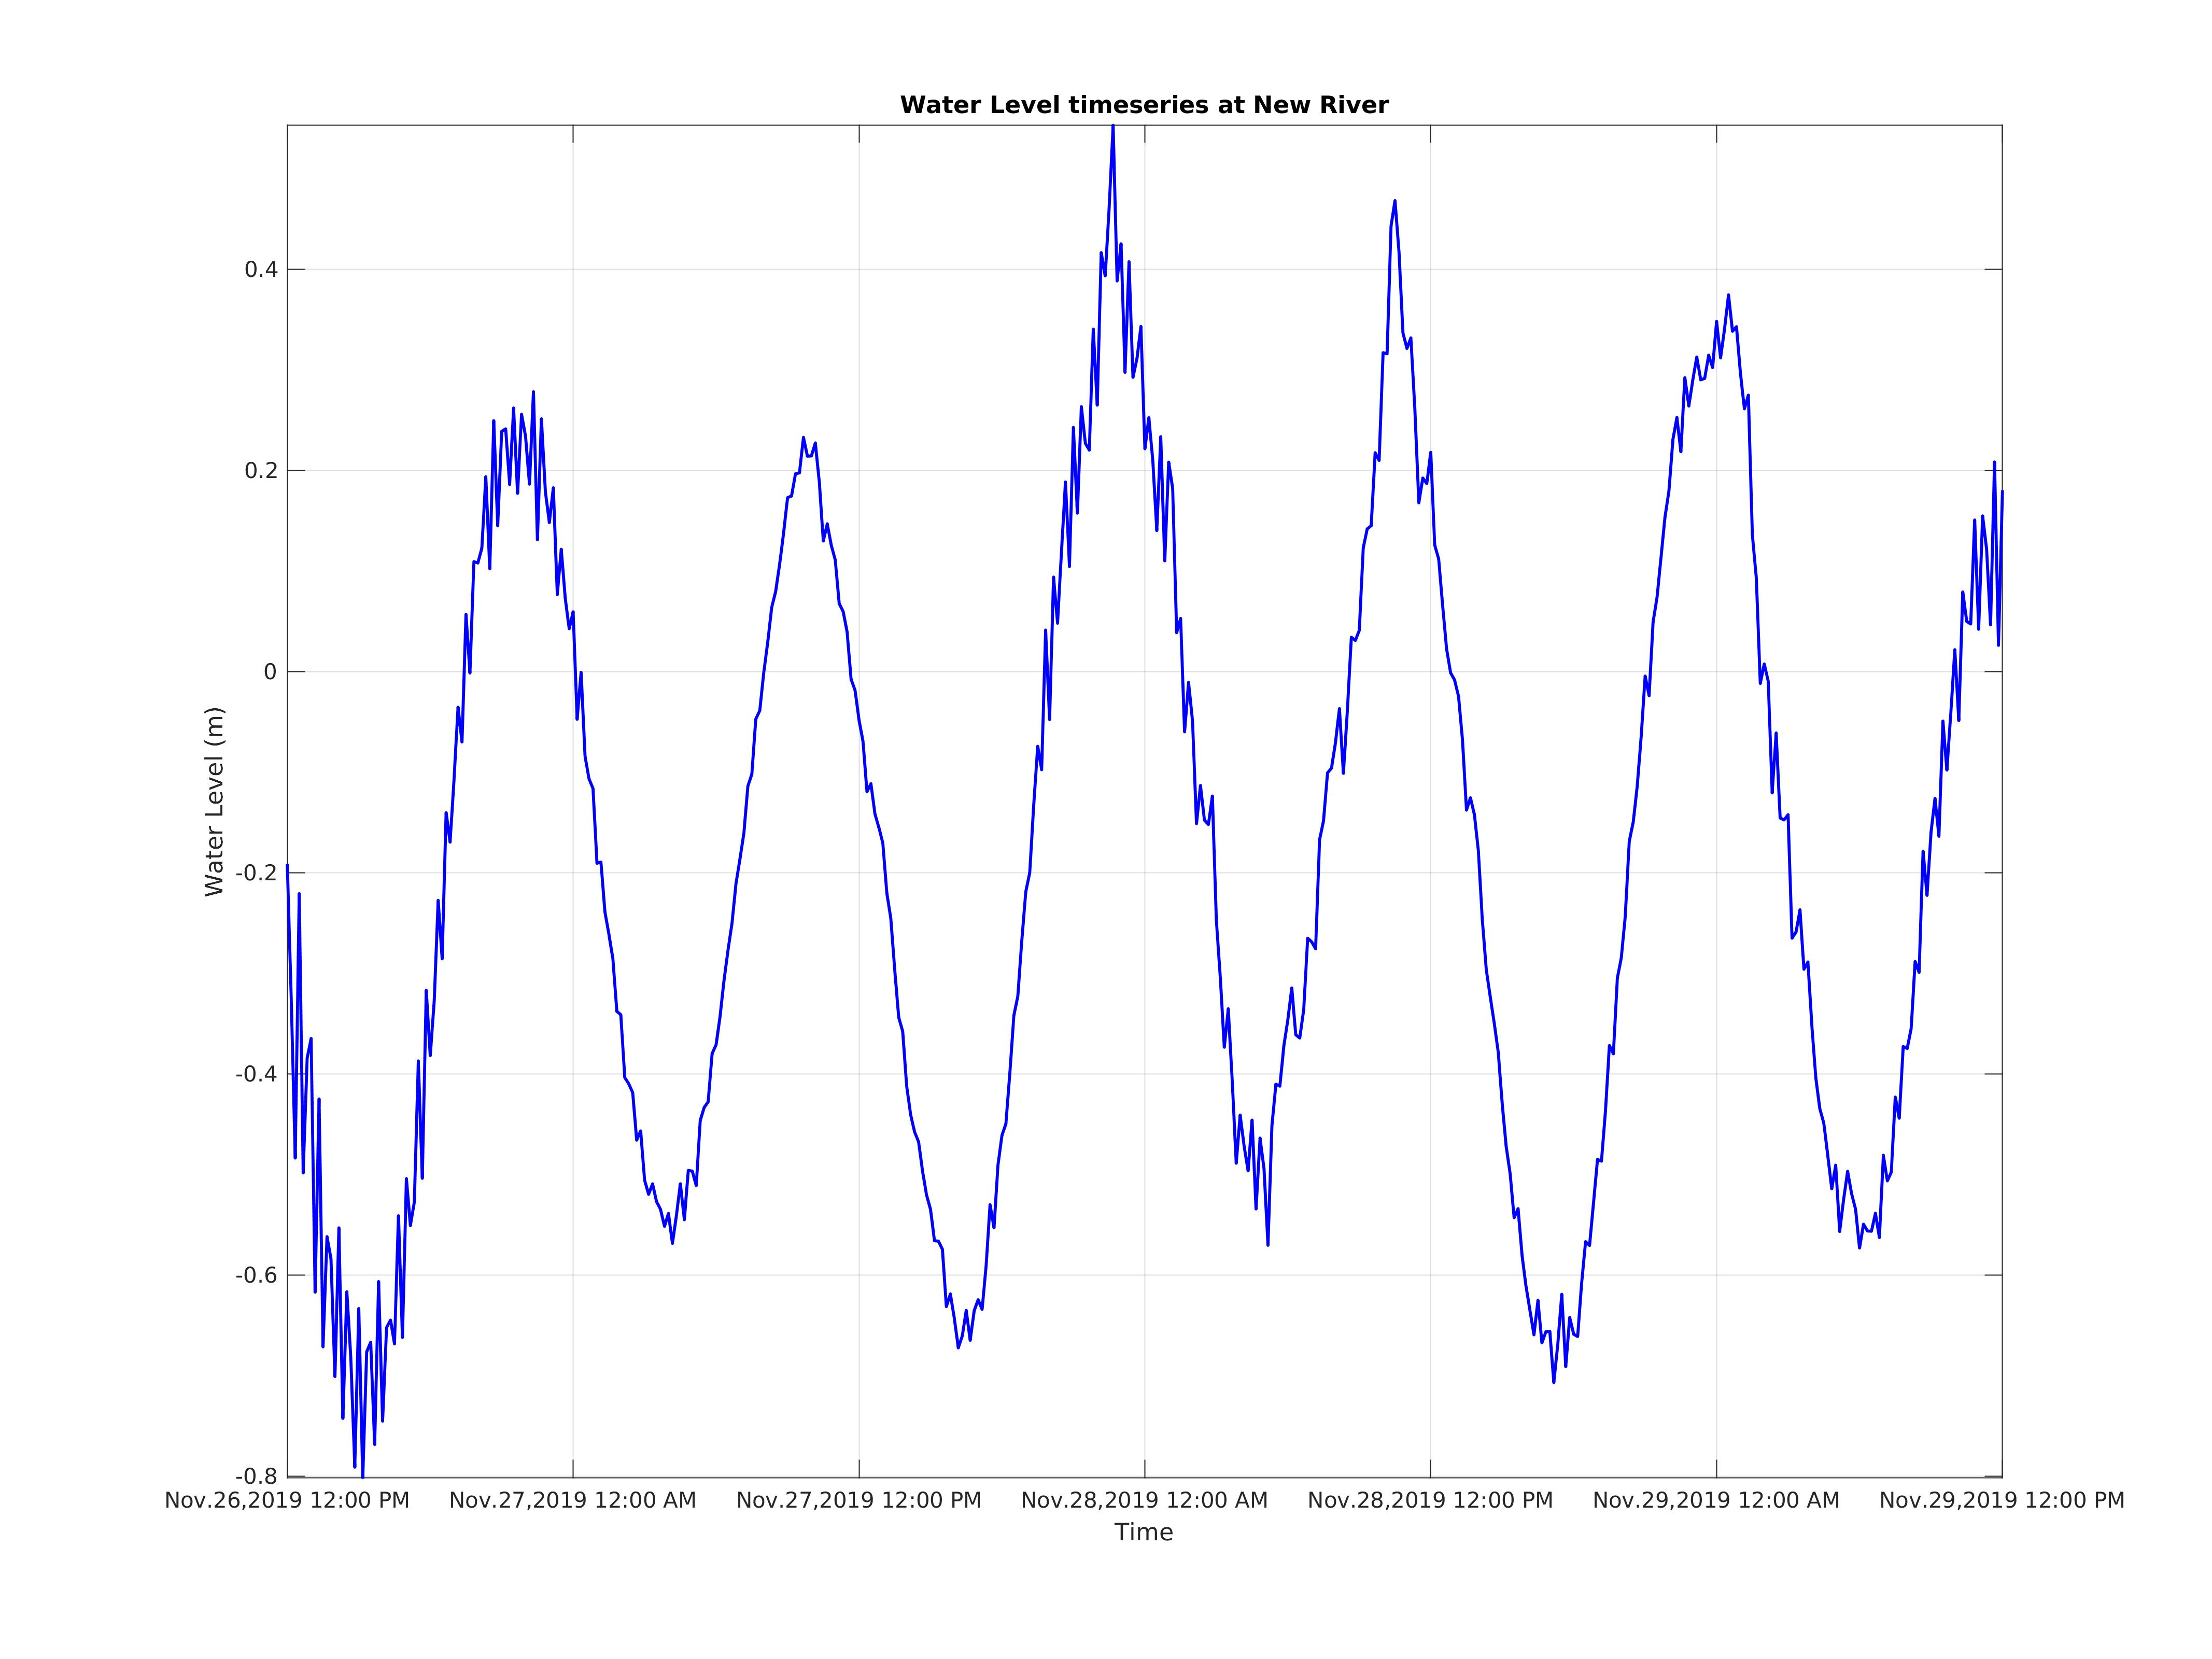 Water Level timeseries at New River
0.4
0.2
0
-0.2
-0.4
-0.6
-0.8
Water Level (m)
Nov.26,2019 12:00 PM Nov.27,2019 12:00 AM Nov.27,2019 12:00 PM Nov.28,2019 12:00 AM Nov.28,2019 12:00 PM Nov.29,2019 12:00 AM Nov.29,2019 12:00 PM
Time